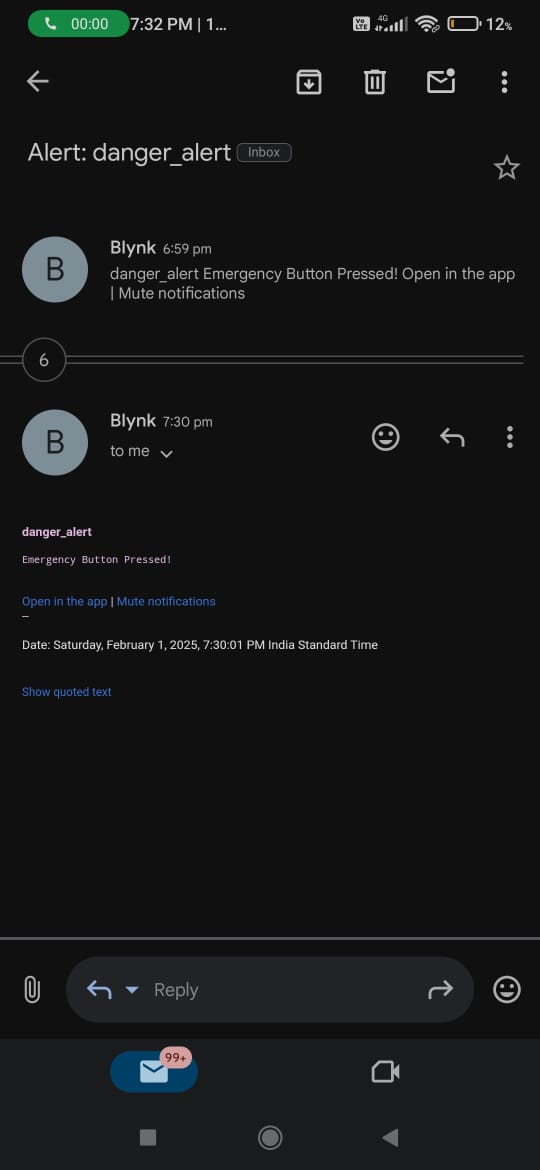 00:00 7:32 PM | 1... Vo LTE 4G 12%
Alert: danger_alert Inbox
B Blynk 6:59 pm
danger_alert Emergency Button Pressed! Open in the app
| Mute notifications
6
B Blynk 7:30 pm
to me
danger_alert
Emergency Button Pressed!
Open in the app | Mute notifications
--
Date: Saturday, February 1, 2025, 7:30:01 PM India Standard Time
Show quoted text
Reply
99+